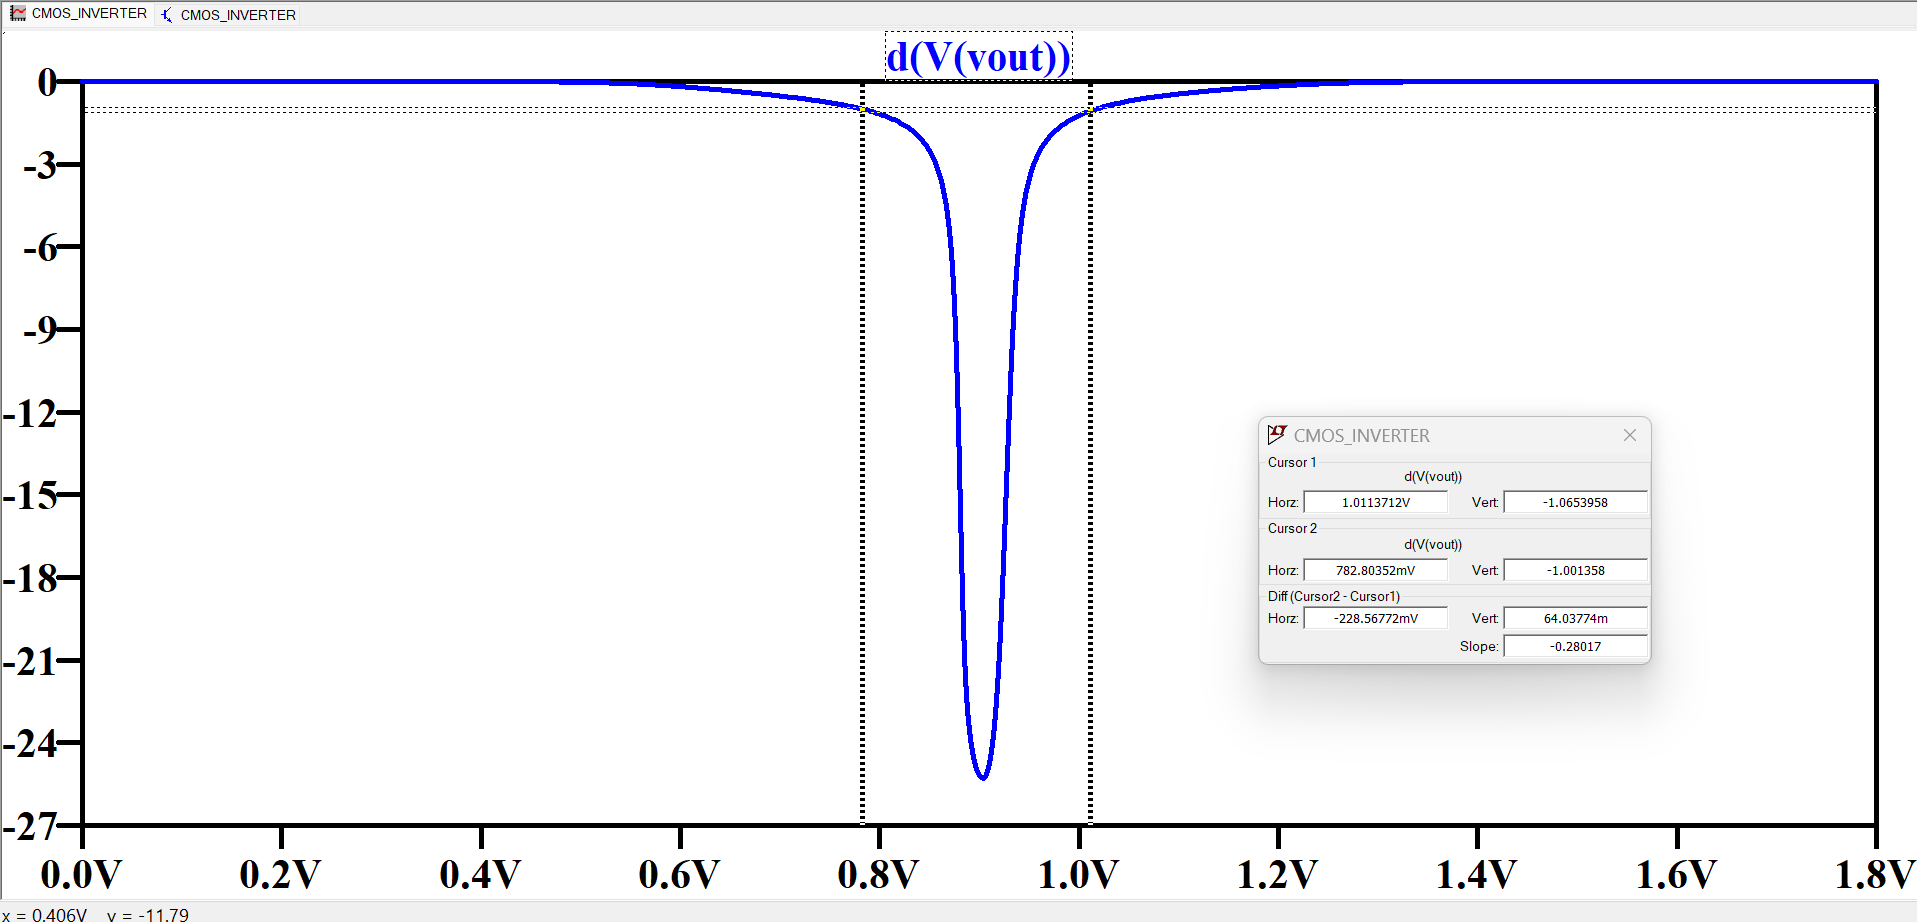 CMOS_INVERTER CMOS_INVERTER
d(V(vout))
0
-3
-6
-9
-12
-15
-18
-21
-24
-27
0.0V 0.2V 0.4V 0.6V 0.8V 1.0V 1.2V 1.4V 1.6V 1.8V
CMOS_INVERTER
Cursor 1
d(V(vout))
Horz: 1.0113712V Vert: -1.0653958
Cursor 2
d(V(vout))
Horz: 782.80352mV Vert: -1.001358
Diff (Cursor2 - Cursor1)
Horz: -228.56772mV Vert: 64.03774m
Slope: -0.28017
x = 0.406V y = -11.79